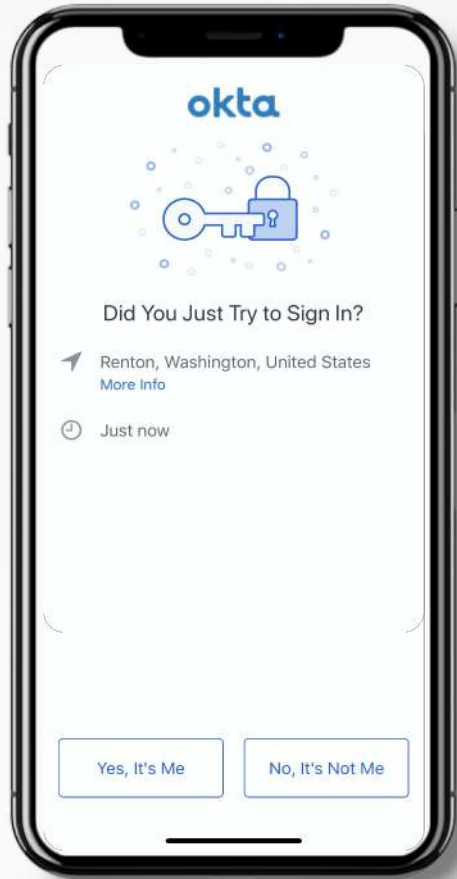 okta
Did You Just Try to Sign In?
Renton, Washington, United States
More Info
Just now
Yes, It's Me
No, It's Not Me